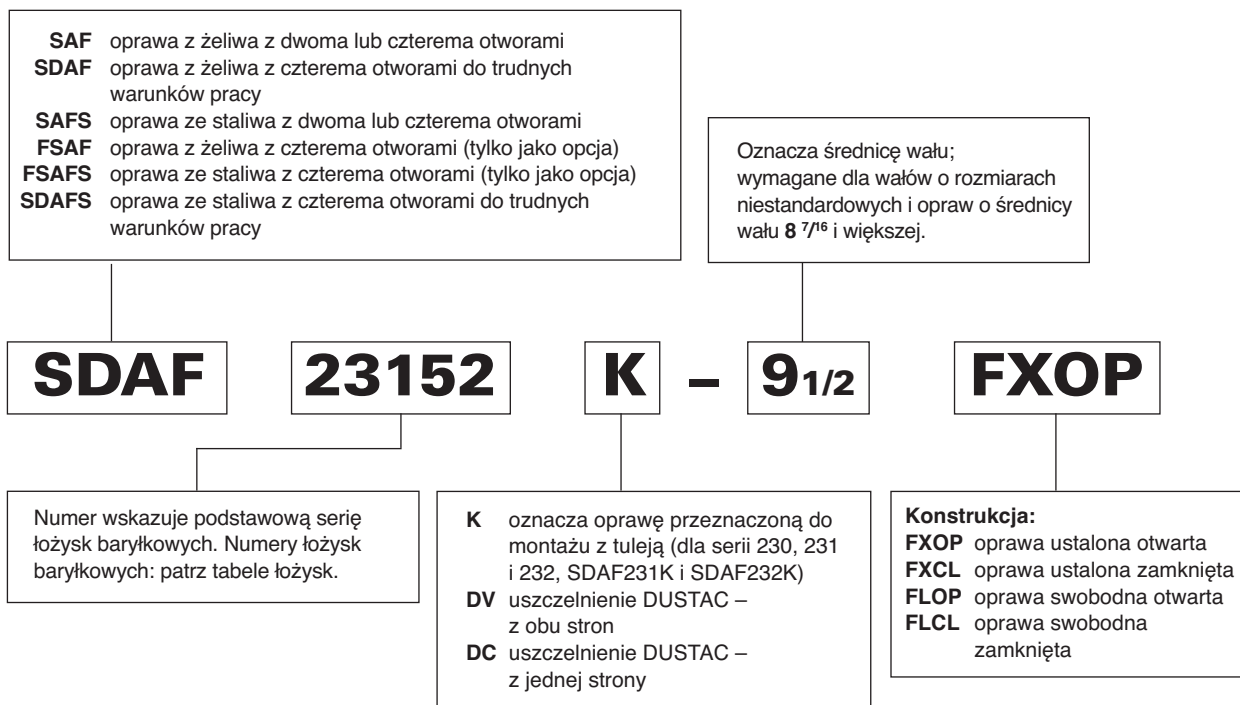 SAF oprawa z żeliwa z dwoma lub czterema otworami
SDAF oprawa z żeliwa z czterema otworami do trudnych
warunków pracy
SAFS oprawa ze staliwa z dwoma lub czterema otworami
FSAF oprawa z żeliwa z czterema otworami (tylko jako opcja)
FSAFS oprawa ze staliwa z czterema otworami (tylko jako opcja)
SDAFS oprawa ze staliwa z czterema otworami do trudnych
warunków pracy
Oznacza średnicę wału;
wymagane dla wałów o rozmiarach
niestandardowych i opraw o średnicy
wału 8 7/16 i większej.
SDAF 23152 K – 9 1/2 FXOP
Numer wskazuje podstawową serię
łożysk baryłkowych. Numery łożysk
baryłkowych: patrz tabele łożysk.
K oznacza oprawę przeznaczoną do
montażu z tuleją (dla serii 230, 231
i 232, SDAF231K i SDAF232K)
DV uszczelnienie DUSTAC –
z obu stron
DC uszczelnienie DUSTAC –
z jednej strony
Konstrukcja:
FXOP oprawa ustalona otwarta
FXCL oprawa ustalona zamknięta
FLOP oprawa swobodna otwarta
FLCL oprawa swobodna
zamknięta